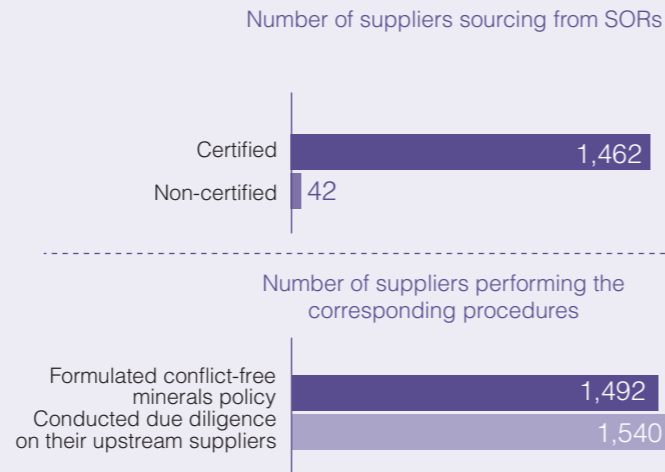 Number of suppliers sourcing from SORs
Certified
1,462
Non-certified
42
Number of suppliers performing the
corresponding procedures
Formulated conflict-free
minerals policy
1,492
Conducted due diligence
on their upstream suppliers
1,540